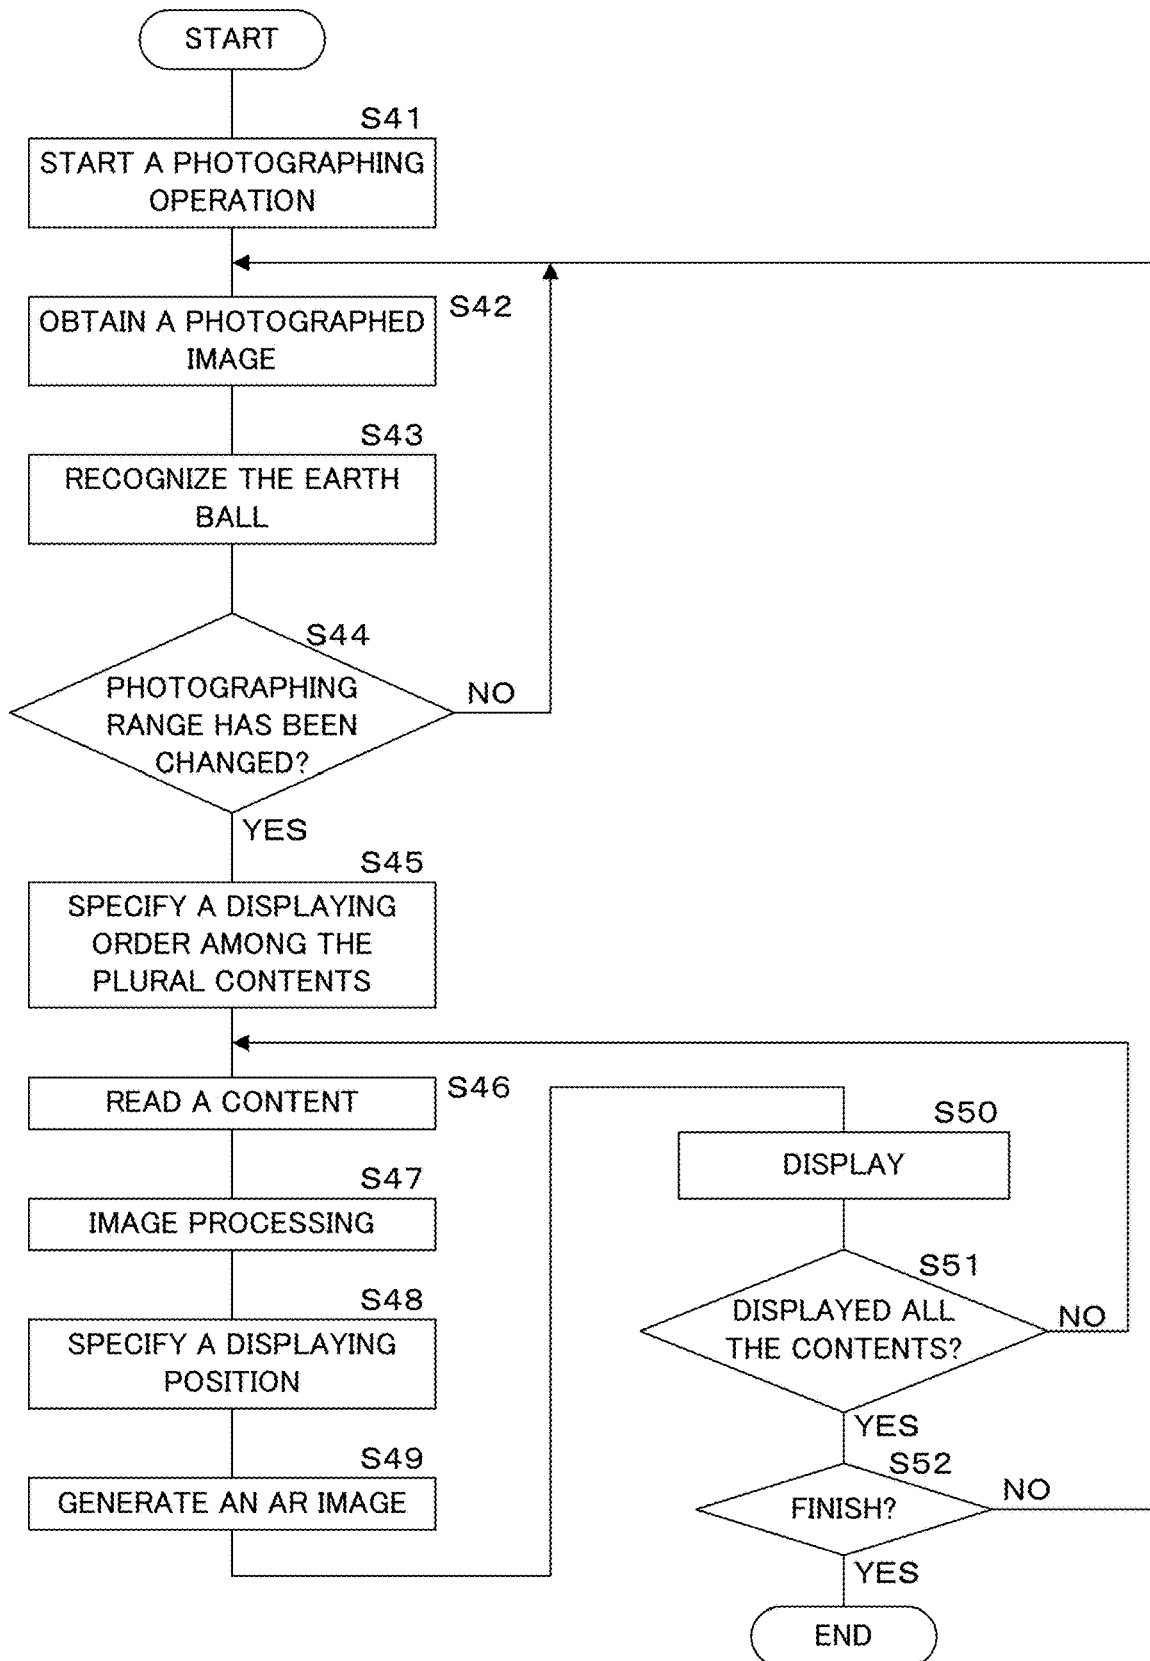 START
S41
START A PHOTOGRAPHING
OPERATION
S42
OBTAIN A PHOTOGRAPHED
IMAGE
S43
RECOGNIZE THE EARTH
BALL
S44
PHOTOGRAPHING
RANGE HAS BEEN
CHANGED?
NO
YES
S45
SPECIFY A DISPLAYING
ORDER AMONG THE
PLURAL CONTENTS
S46
READ A CONTENT
S47
IMAGE PROCESSING
S48
SPECIFY A DISPLAYING
POSITION
S49
GENERATE AN AR IMAGE
S50
DISPLAY
S51
DISPLAYED ALL
THE CONTENTS?
NO
YES
S52
FINISH?
NO
YES
END